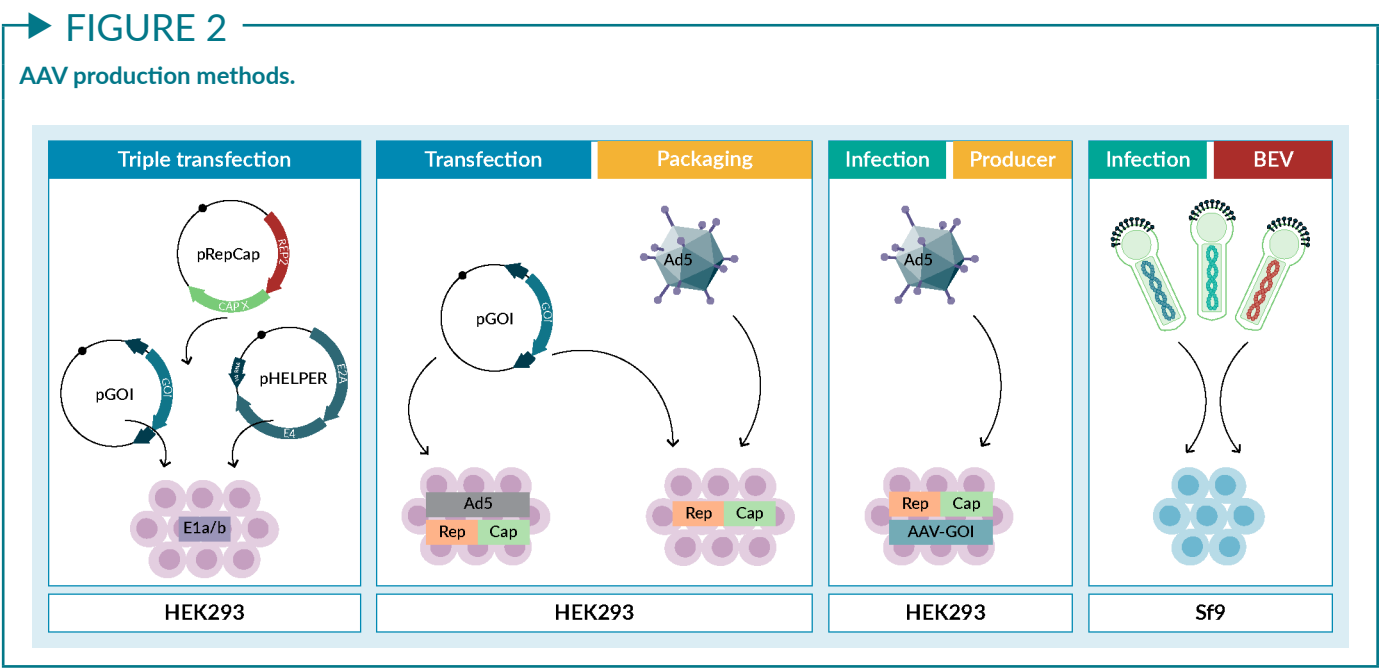 FIGURE 2
AAV production methods.
Triple transfection
pRepCap
REP2
CAP X
pGOI
GOI
pHELPER
E2A
E4
E1a/b
HEK293
Transfection
Packaging
pGOI
GOI
Ad5
Ad5
Rep Cap
Rep Cap
HEK293
Infection
Producer
Ad5
Rep Cap
AAV-GOI
HEK293
Infection
BEV
Sf9